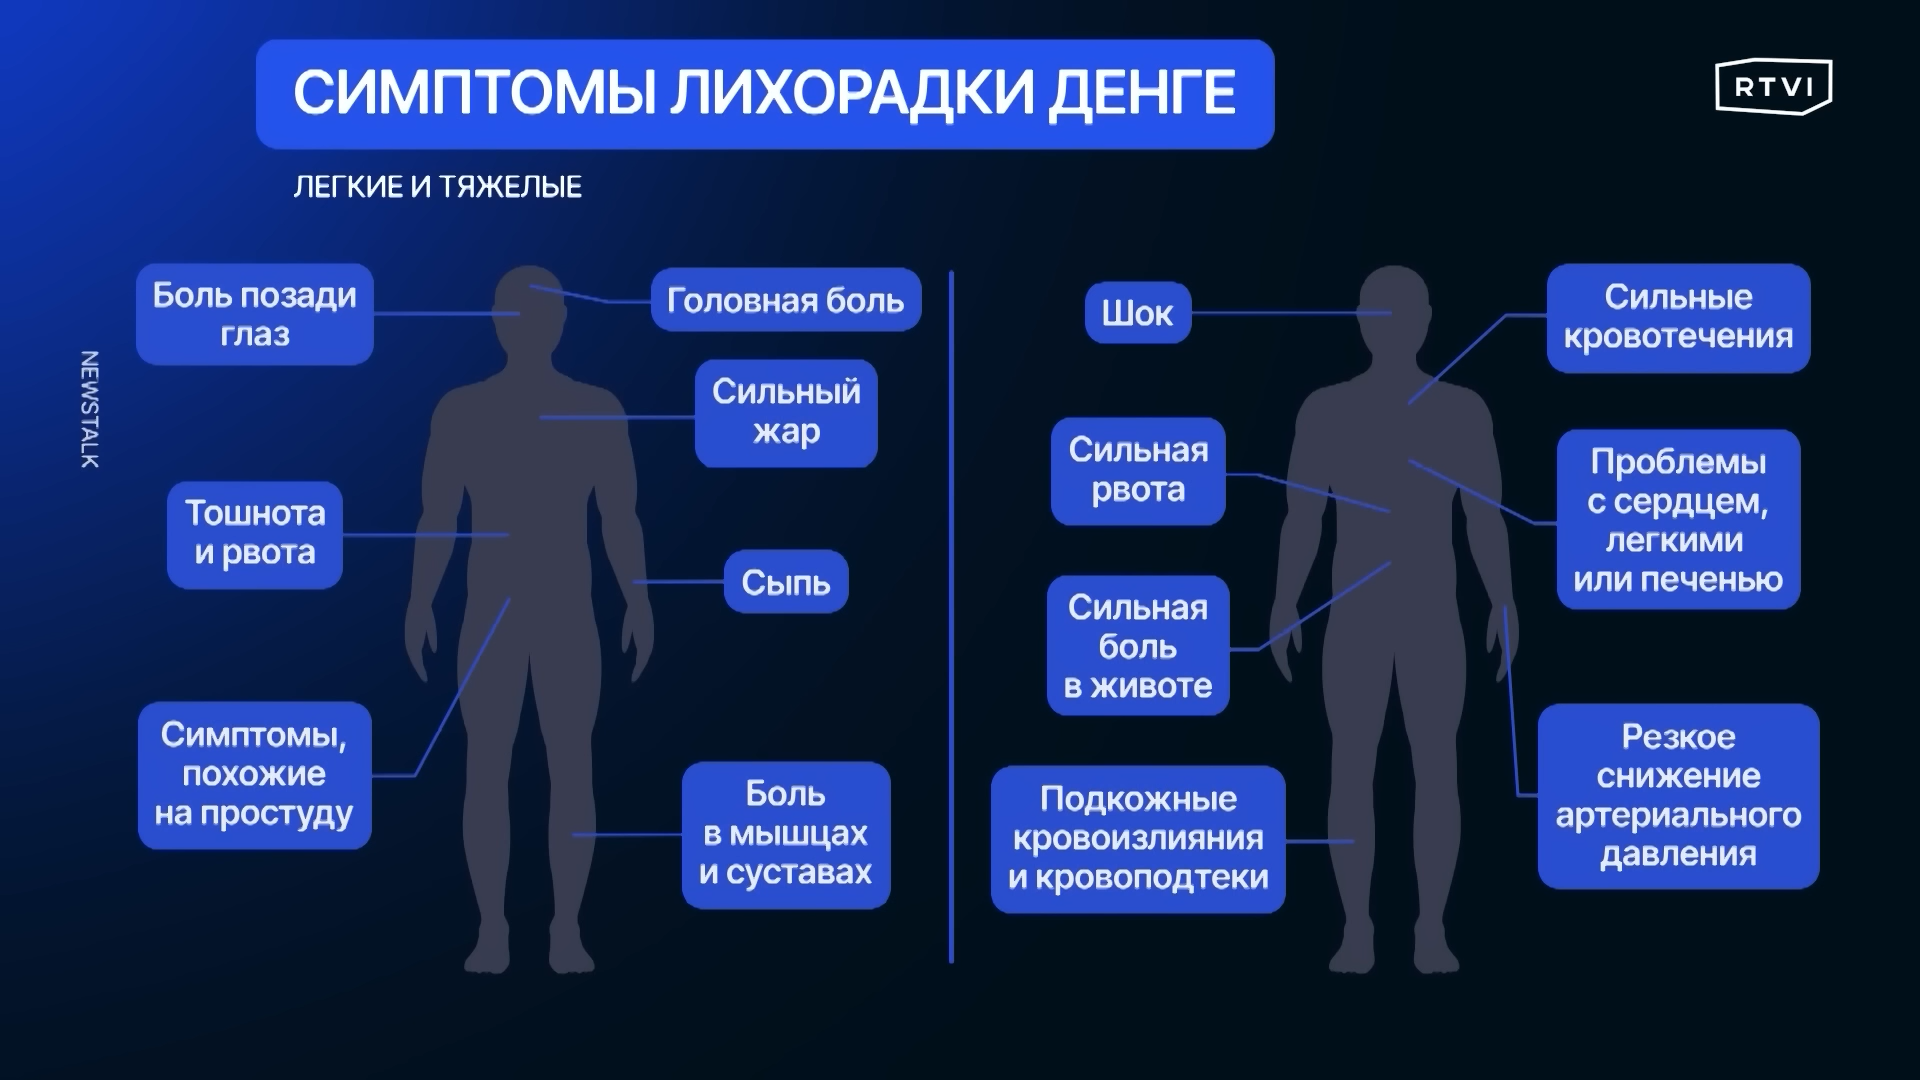 СИМПТОМЫ ЛИХОРАДКИ ДЕНГЕ
RTVI
ЛЕГКИЕ И ТЯЖЕЛЫЕ
NEWSTALK
Боль позади
глаз
Головная боль
Сильный
жар
Тошнота
и рвота
Сыпь
Симптомы,
похожие
на простуду
Боль
в мышцах
и суставах
Шок
Сильные
кровотечения
Сильная
рвота
Проблемы
с сердцем,
легкими
или печенью
Сильная
боль
в животе
Резкое
снижение
артериального
давления
Подкожные
кровоизлияния
и кровоподтеки